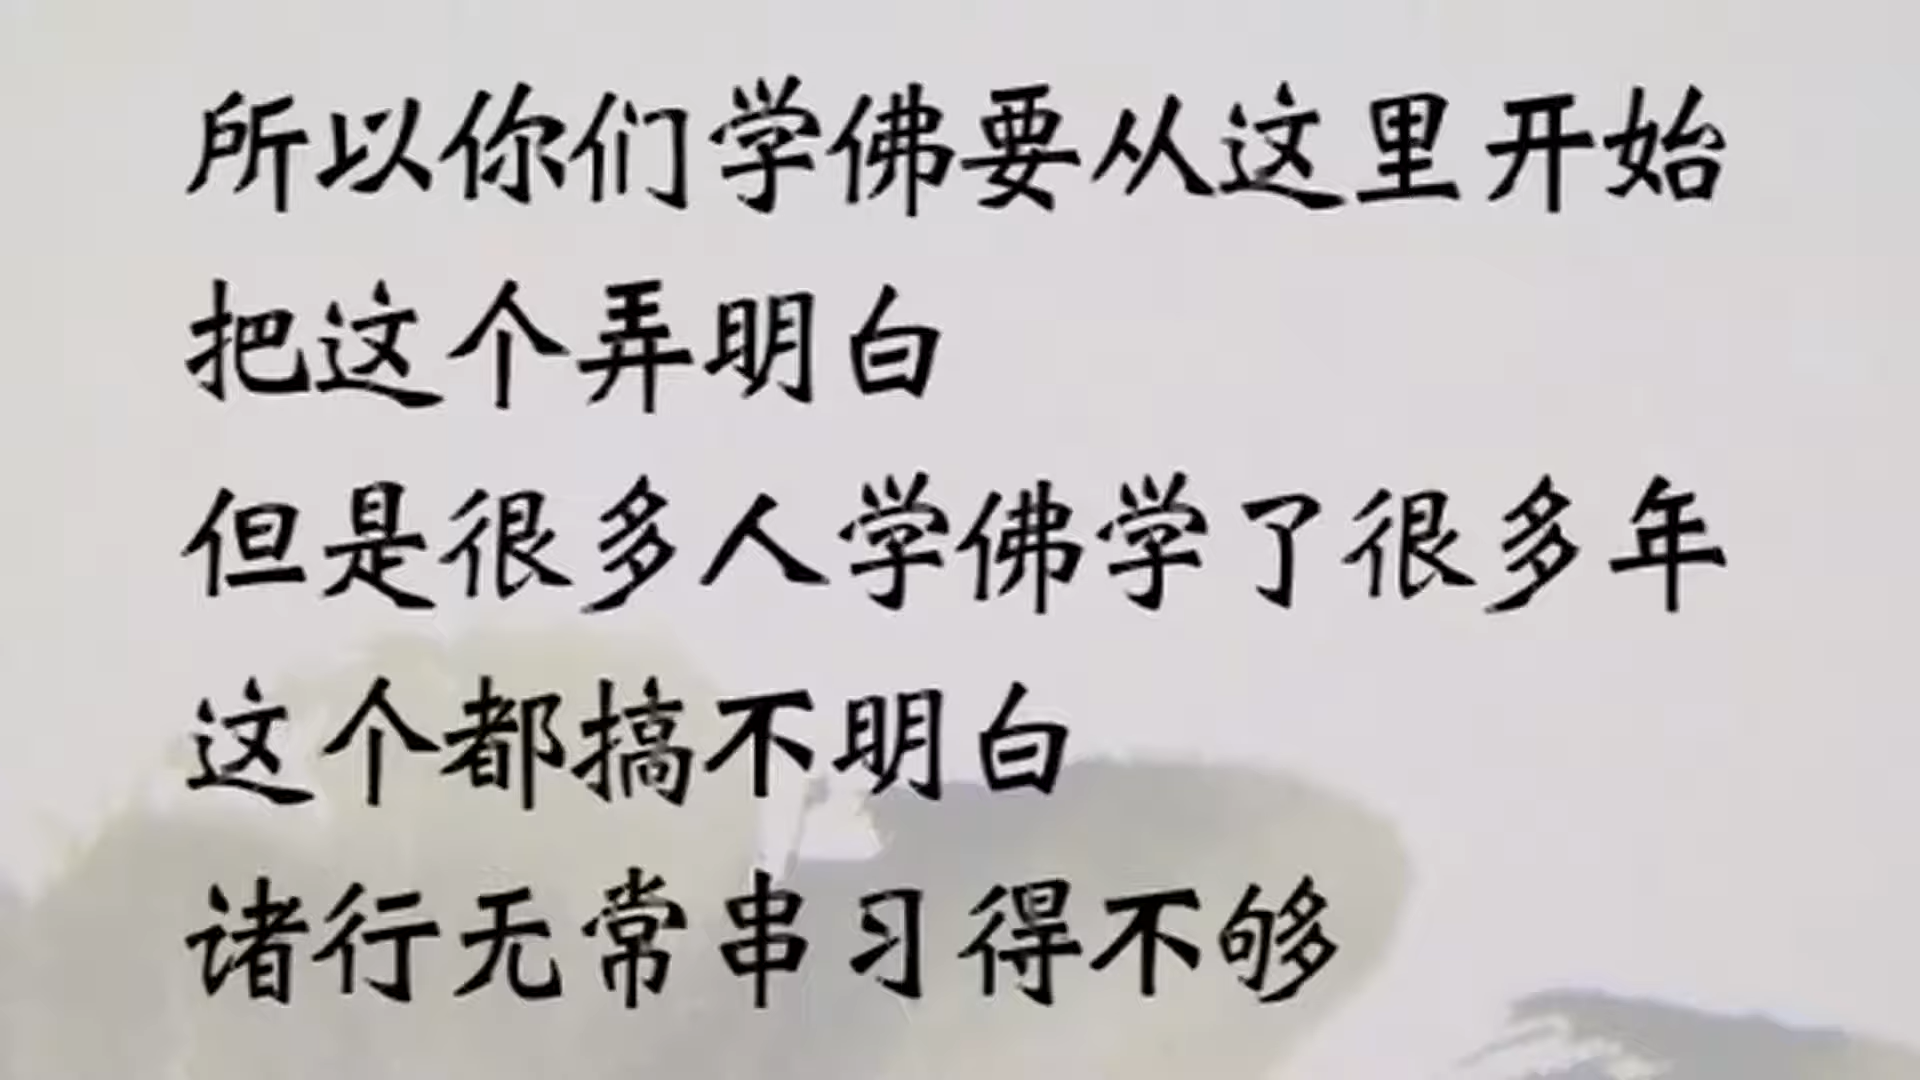 所以你们学佛要从这里开始
把这个弄明白
但是很多人学佛学了很多年
这个都搞不明白
诸行无常串习得不够